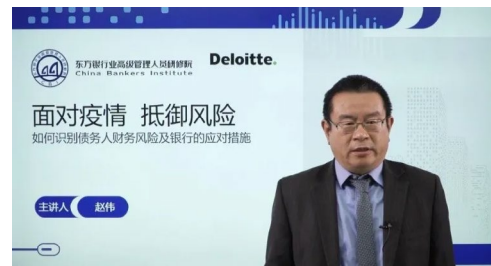 东方银行业高级管理人员研修院
China Bankers Institute
Deloitte.
面对疫情 抵御风险
如何识别债务人财务风险及银行的应对措施
主讲人
赵伟